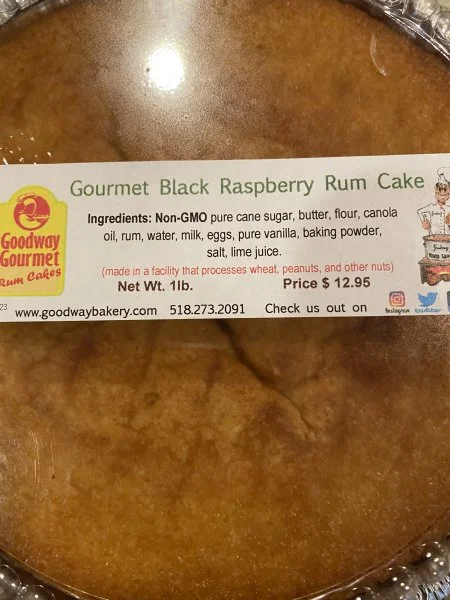 Gourmet Black Raspberry Rum Cake
Goodway
Gourmet
Rum Cakes
Ingredients: Non-GMO pure cane sugar, butter, flour, canola
oil, rum, water, milk, eggs, pure vanilla, baking powder,
salt, lime juice.
(made in a facility that processes wheat, peanuts, and other nuts)
Net Wt. 1lb. Price $ 12.95
23 www.goodwaybakery.com 518.273.2091 Check us out on
Instagram